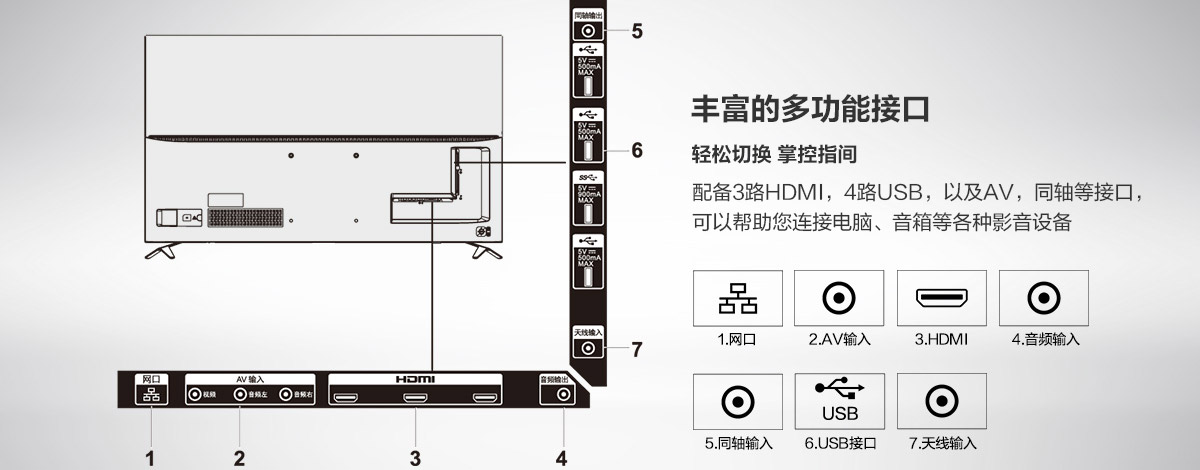 同轴输出
5
5V
500mA
MAX
5V
500mA
MAX
6
SS
5V
900mA
MAX
5V
500mA
MAX
天线输入
7
网口
AV 输入
视频
音频左
音频右
HDMI
音频输出
1
2
3
4
丰富的多功能接口
轻松切换 掌控指间
配备3路HDMI，4路USB，以及AV，同轴等接口，
可以帮助您连接电脑、音箱等各种影音设备
1.网口
2.AV输入
3.HDMI
4.音频输入
5.同轴输入
USB
6.USB接口
7.天线输入